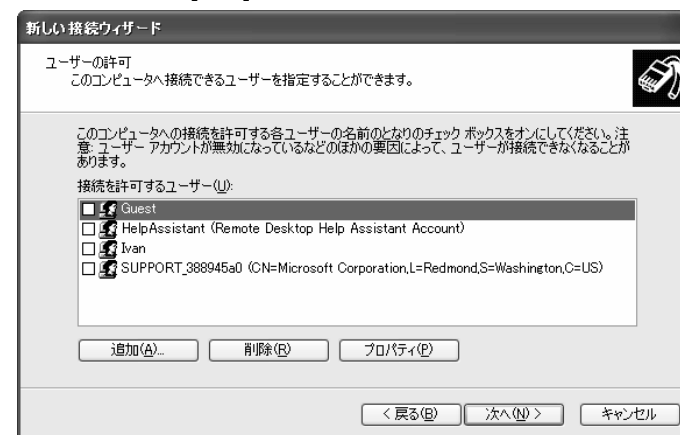 新しい接続ウィザード
ユーザーの許可
このコンピュータへ接続できるユーザーを指定することができます。
このコンピュータへの接続を許可する各ユーザーの名前のとなりのチェック ボックスをオンにしてください。注
意: ユーザー アカウントが無効になっているなどのほかの要因によって、ユーザーが接続できなくなることが
あります。
接続を許可するユーザー(U):
Guest
HelpAssistant (Remote Desktop Help Assistant Account)
Ivan
SUPPORT_388945a0 (CN=Microsoft Corporation,L=Redmond,S=Washington,C=US)
追加(A)... 削除(R) プロパティ(P)
< 戻る(B) 次へ(N) > キャンセル